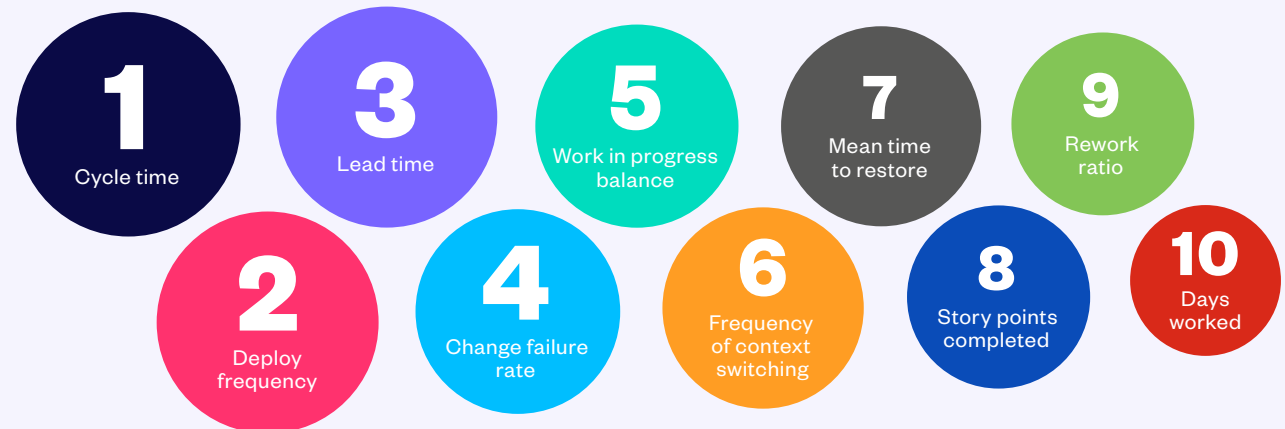 1
Cycle time
2
Deploy
frequency
3
Lead time
4
Change failure
rate
5
Work in progress
balance
6
Frequency
of context
switching
7
Mean time
to restore
8
Story points
completed
9
Rework
ratio
10
Days
worked